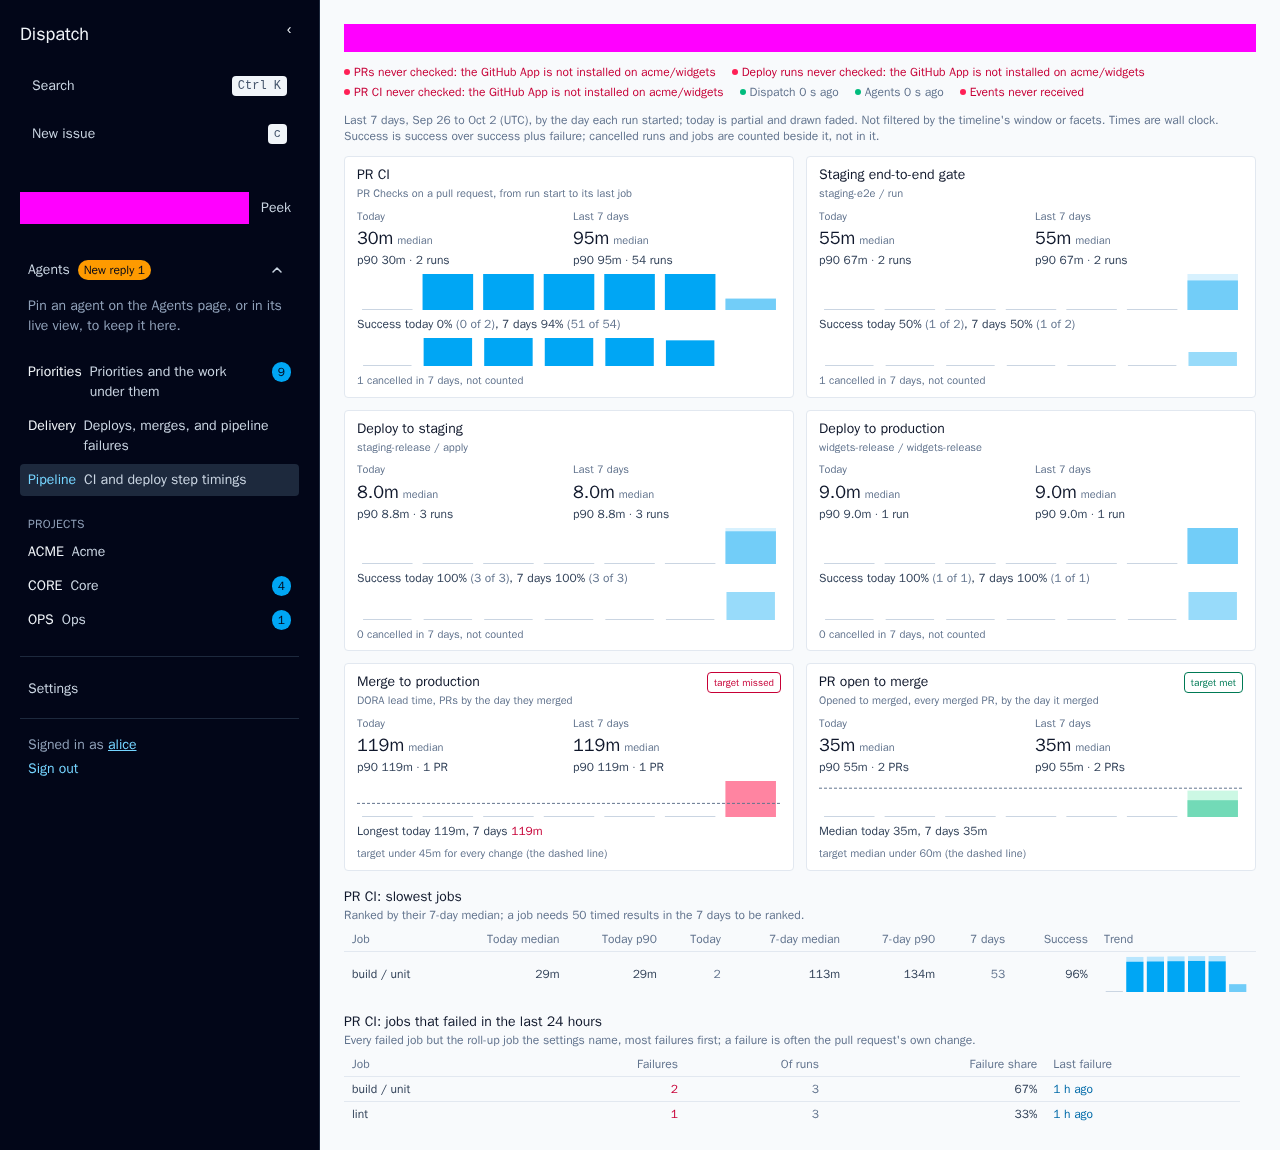 Dispatch
‹
Search
Ctrl K
New issue
C
Peek
Agents New reply 1
Pin an agent on the Agents page, or in its
live view, to keep it here.
Priorities Priorities and the work 9
under them
Delivery Deploys, merges, and pipeline
failures
Pipeline CI and deploy step timings
PROJECTS
ACME Acme
CORE Core 4
OPS Ops 1
Settings
Signed in as alice
Sign out
PRs never checked: the GitHub App is not installed on acme/widgets Deploy runs never checked: the GitHub App is not installed on acme/widgets
PR CI never checked: the GitHub App is not installed on acme/widgets Dispatch 0 s ago Agents 0 s ago Events never received
Last 7 days, Sep 26 to Oct 2 (UTC), by the day each run started; today is partial and drawn faded. Not filtered by the timeline's window or facets. Times are wall clock.
Success is success over success plus failure; cancelled runs and jobs are counted beside it, not in it.
PR CI
PR Checks on a pull request, from run start to its last job
Today Last 7 days
30m median 95m median
p90 30m · 2 runs p90 95m · 54 runs
Success today 0% (0 of 2), 7 days 94% (51 of 54)
1 cancelled in 7 days, not counted
Staging end-to-end gate
staging-e2e / run
Today Last 7 days
55m median 55m median
p90 67m · 2 runs p90 67m · 2 runs
Success today 50% (1 of 2), 7 days 50% (1 of 2)
1 cancelled in 7 days, not counted
Deploy to staging
staging-release / apply
Today Last 7 days
8.0m median 8.0m median
p90 8.8m · 3 runs p90 8.8m · 3 runs
Success today 100% (3 of 3), 7 days 100% (3 of 3)
0 cancelled in 7 days, not counted
Deploy to production
widgets-release / widgets-release
Today Last 7 days
9.0m median 9.0m median
p90 9.0m · 1 run p90 9.0m · 1 run
Success today 100% (1 of 1), 7 days 100% (1 of 1)
0 cancelled in 7 days, not counted
Merge to production target missed
DORA lead time, PRs by the day they merged
Today Last 7 days
119m median 119m median
p90 119m · 1 PR p90 119m · 1 PR
Longest today 119m, 7 days 119m
target under 45m for every change (the dashed line)
PR open to merge target met
Opened to merged, every merged PR, by the day it merged
Today Last 7 days
35m median 35m median
p90 55m · 2 PRs p90 55m · 2 PRs
Median today 35m, 7 days 35m
target median under 60m (the dashed line)
PR CI: slowest jobs
Ranked by their 7-day median; a job needs 50 timed results in the 7 days to be ranked.
Job Today median Today p90 Today 7-day median 7-day p90 7 days Success Trend
build / unit 29m 29m 2 113m 134m 53 96%
PR CI: jobs that failed in the last 24 hours
Every failed job but the roll-up job the settings name, most failures first; a failure is often the pull request's own change.
Job Failures Of runs Failure share Last failure
build / unit 2 3 67% 1 h ago
lint 1 3 33% 1 h ago